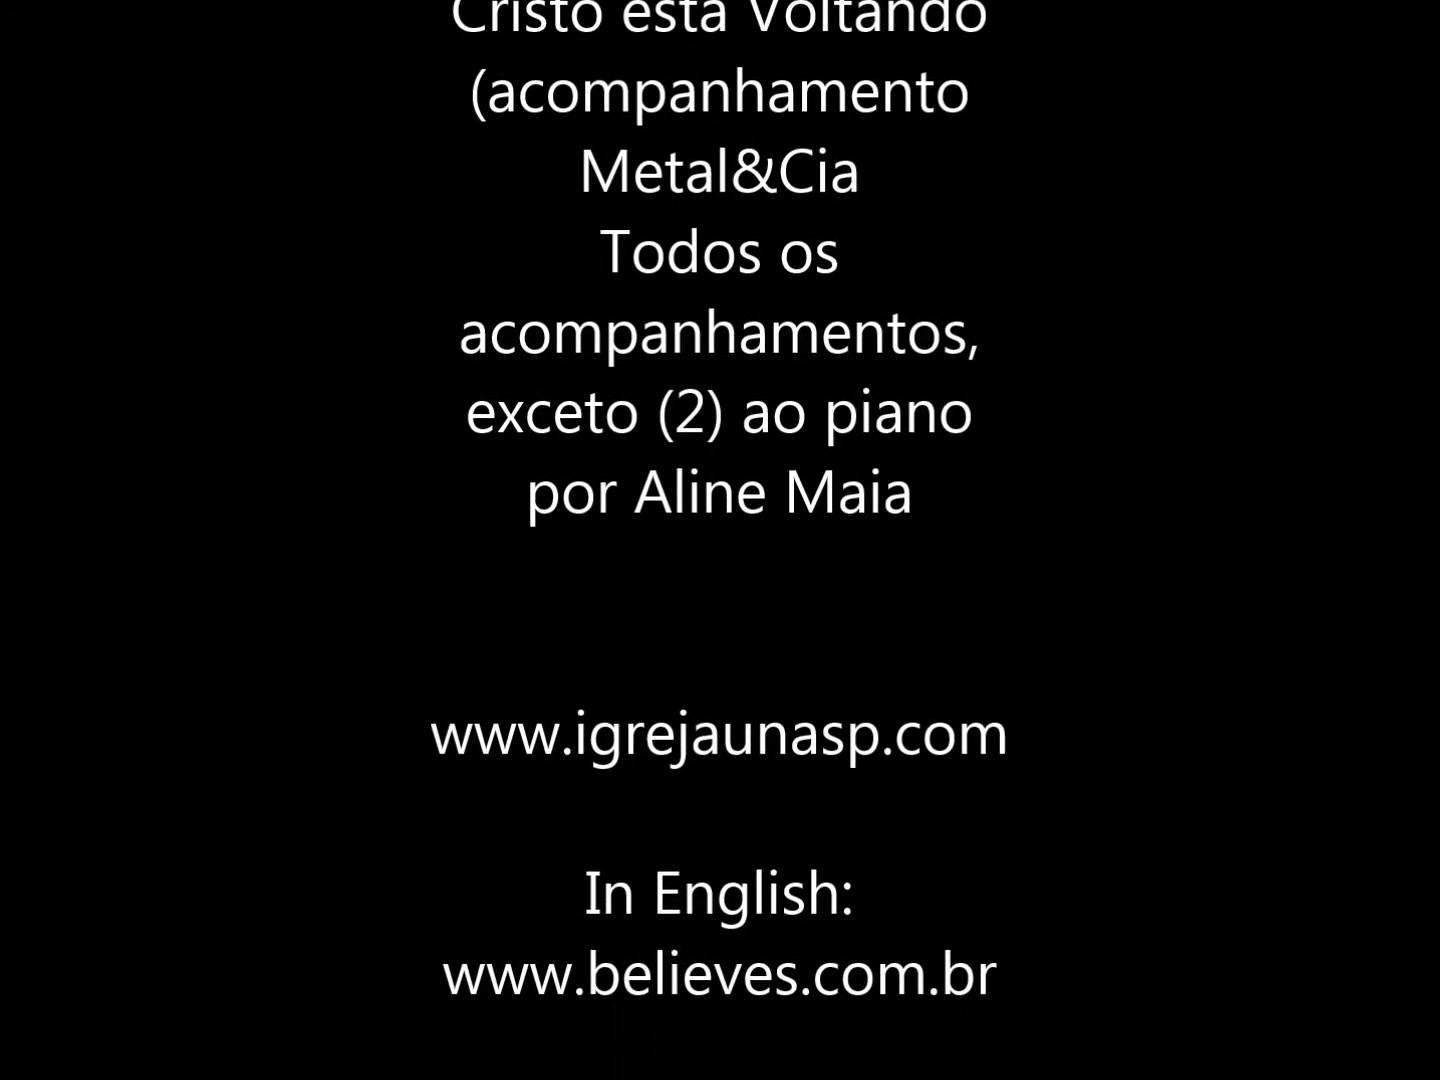 Cristo está Voltando
(acompanhamento
Metal&Cia
Todos os
acompanhamentos,
exceto (2) ao piano
por Aline Maia
www.igrejaunasp.com
In English:
www.believes.com.br